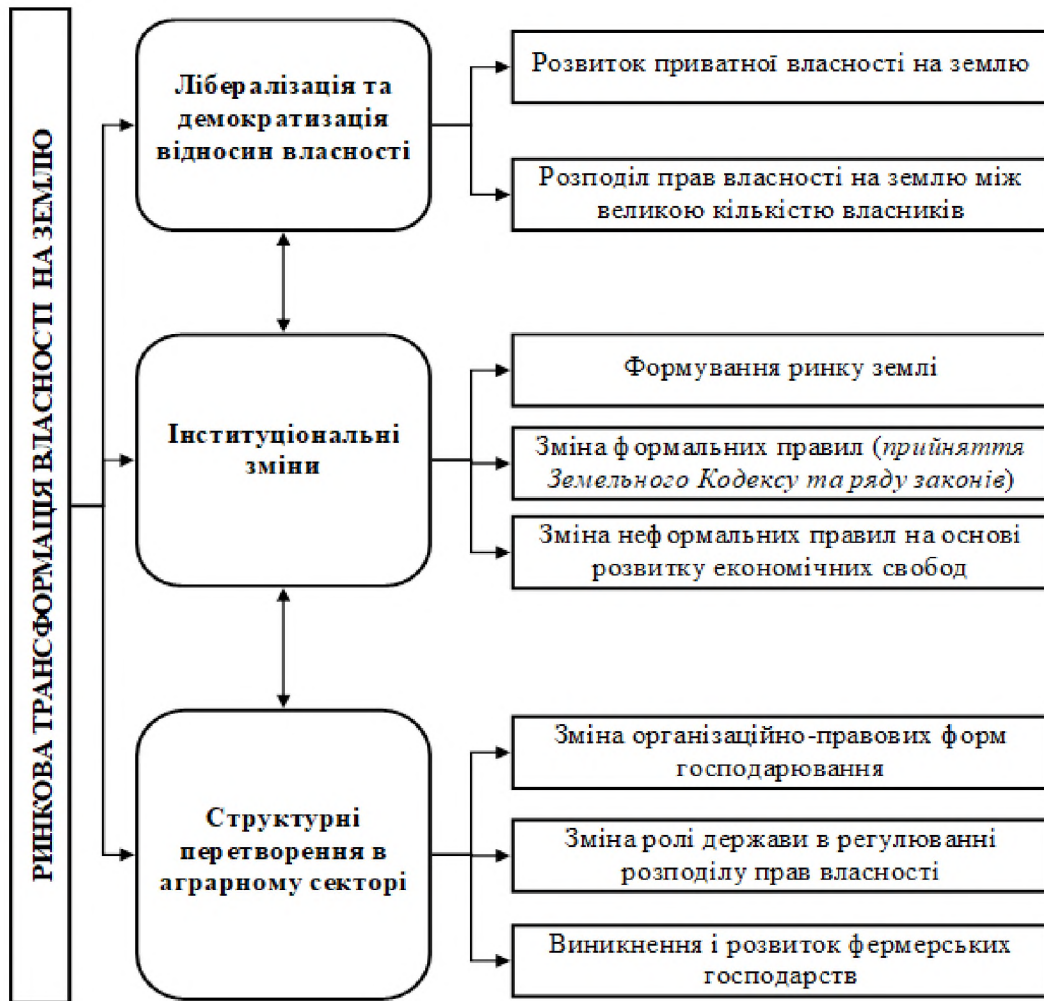 РИНКОВА ТРАНСФОРМАЦІЯ ВЛАСНОСТІ НА ЗЕМЛЮ
Лібералізація та
демократизація
відносин власності
Розвиток приватної власності на землю
Розподіл прав власності на землю між
великою кількістю власників
Інституціональні
зміни
Формування ринку землі
Зміна формальних правил (прийняття
Земельного Кодексу та ряду законів)
Зміна неформальних правил на основі
розвитку економічних свобод
Структурні
перетворення в
аграрному секторі
Зміна організаційно-правових форм
господарювання
Зміна ролі держави в регулюванні
розподілу прав власності
Виникнення і розвиток фермерських
господарств